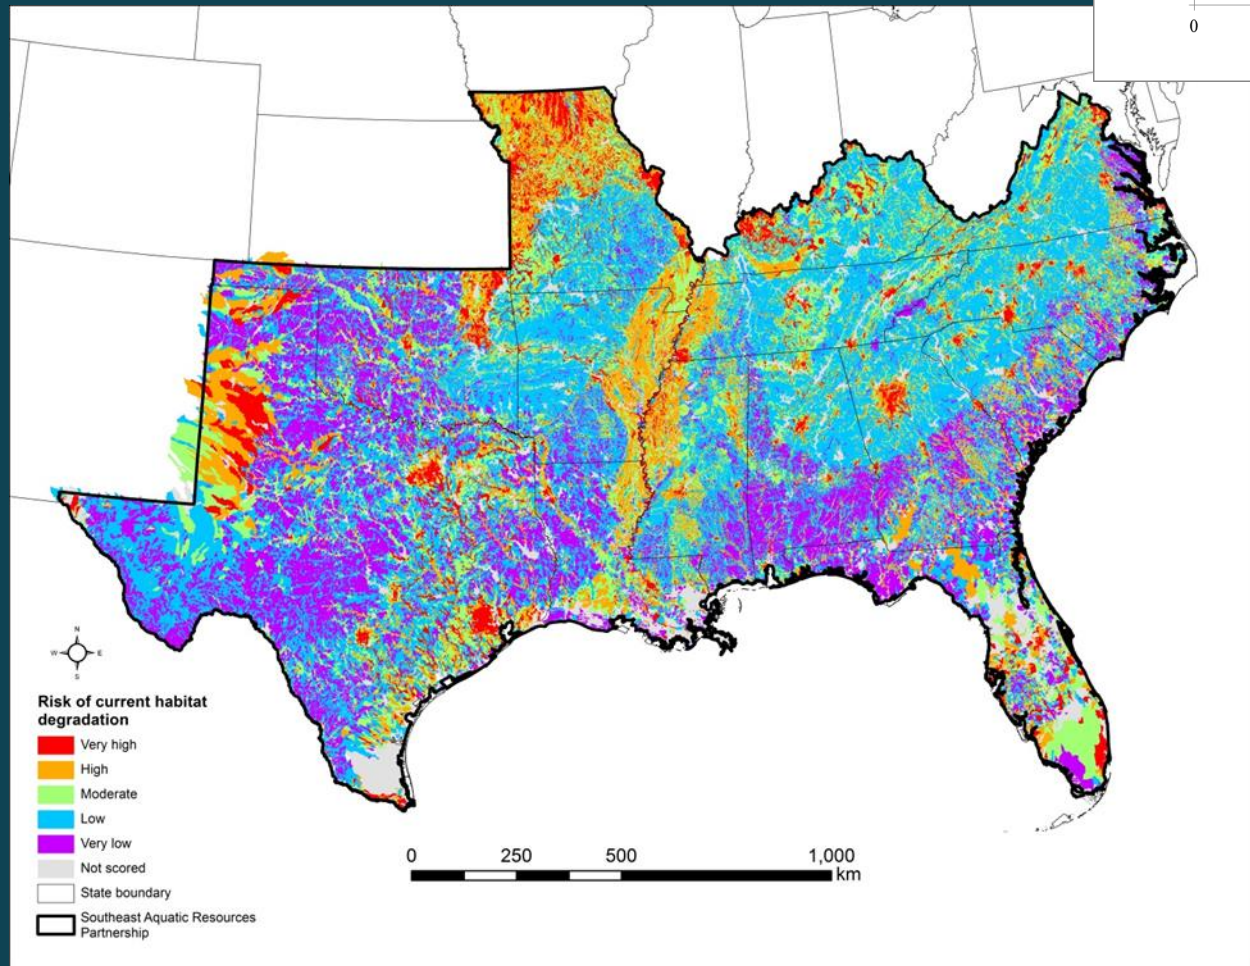 0
N
W E
S
Risk of current habitat
degradation
Very high
High
Moderate
Low
Very low
Not scored
State boundary
Southeast Aquatic Resources
Partnership
0 250 500 1,000
km